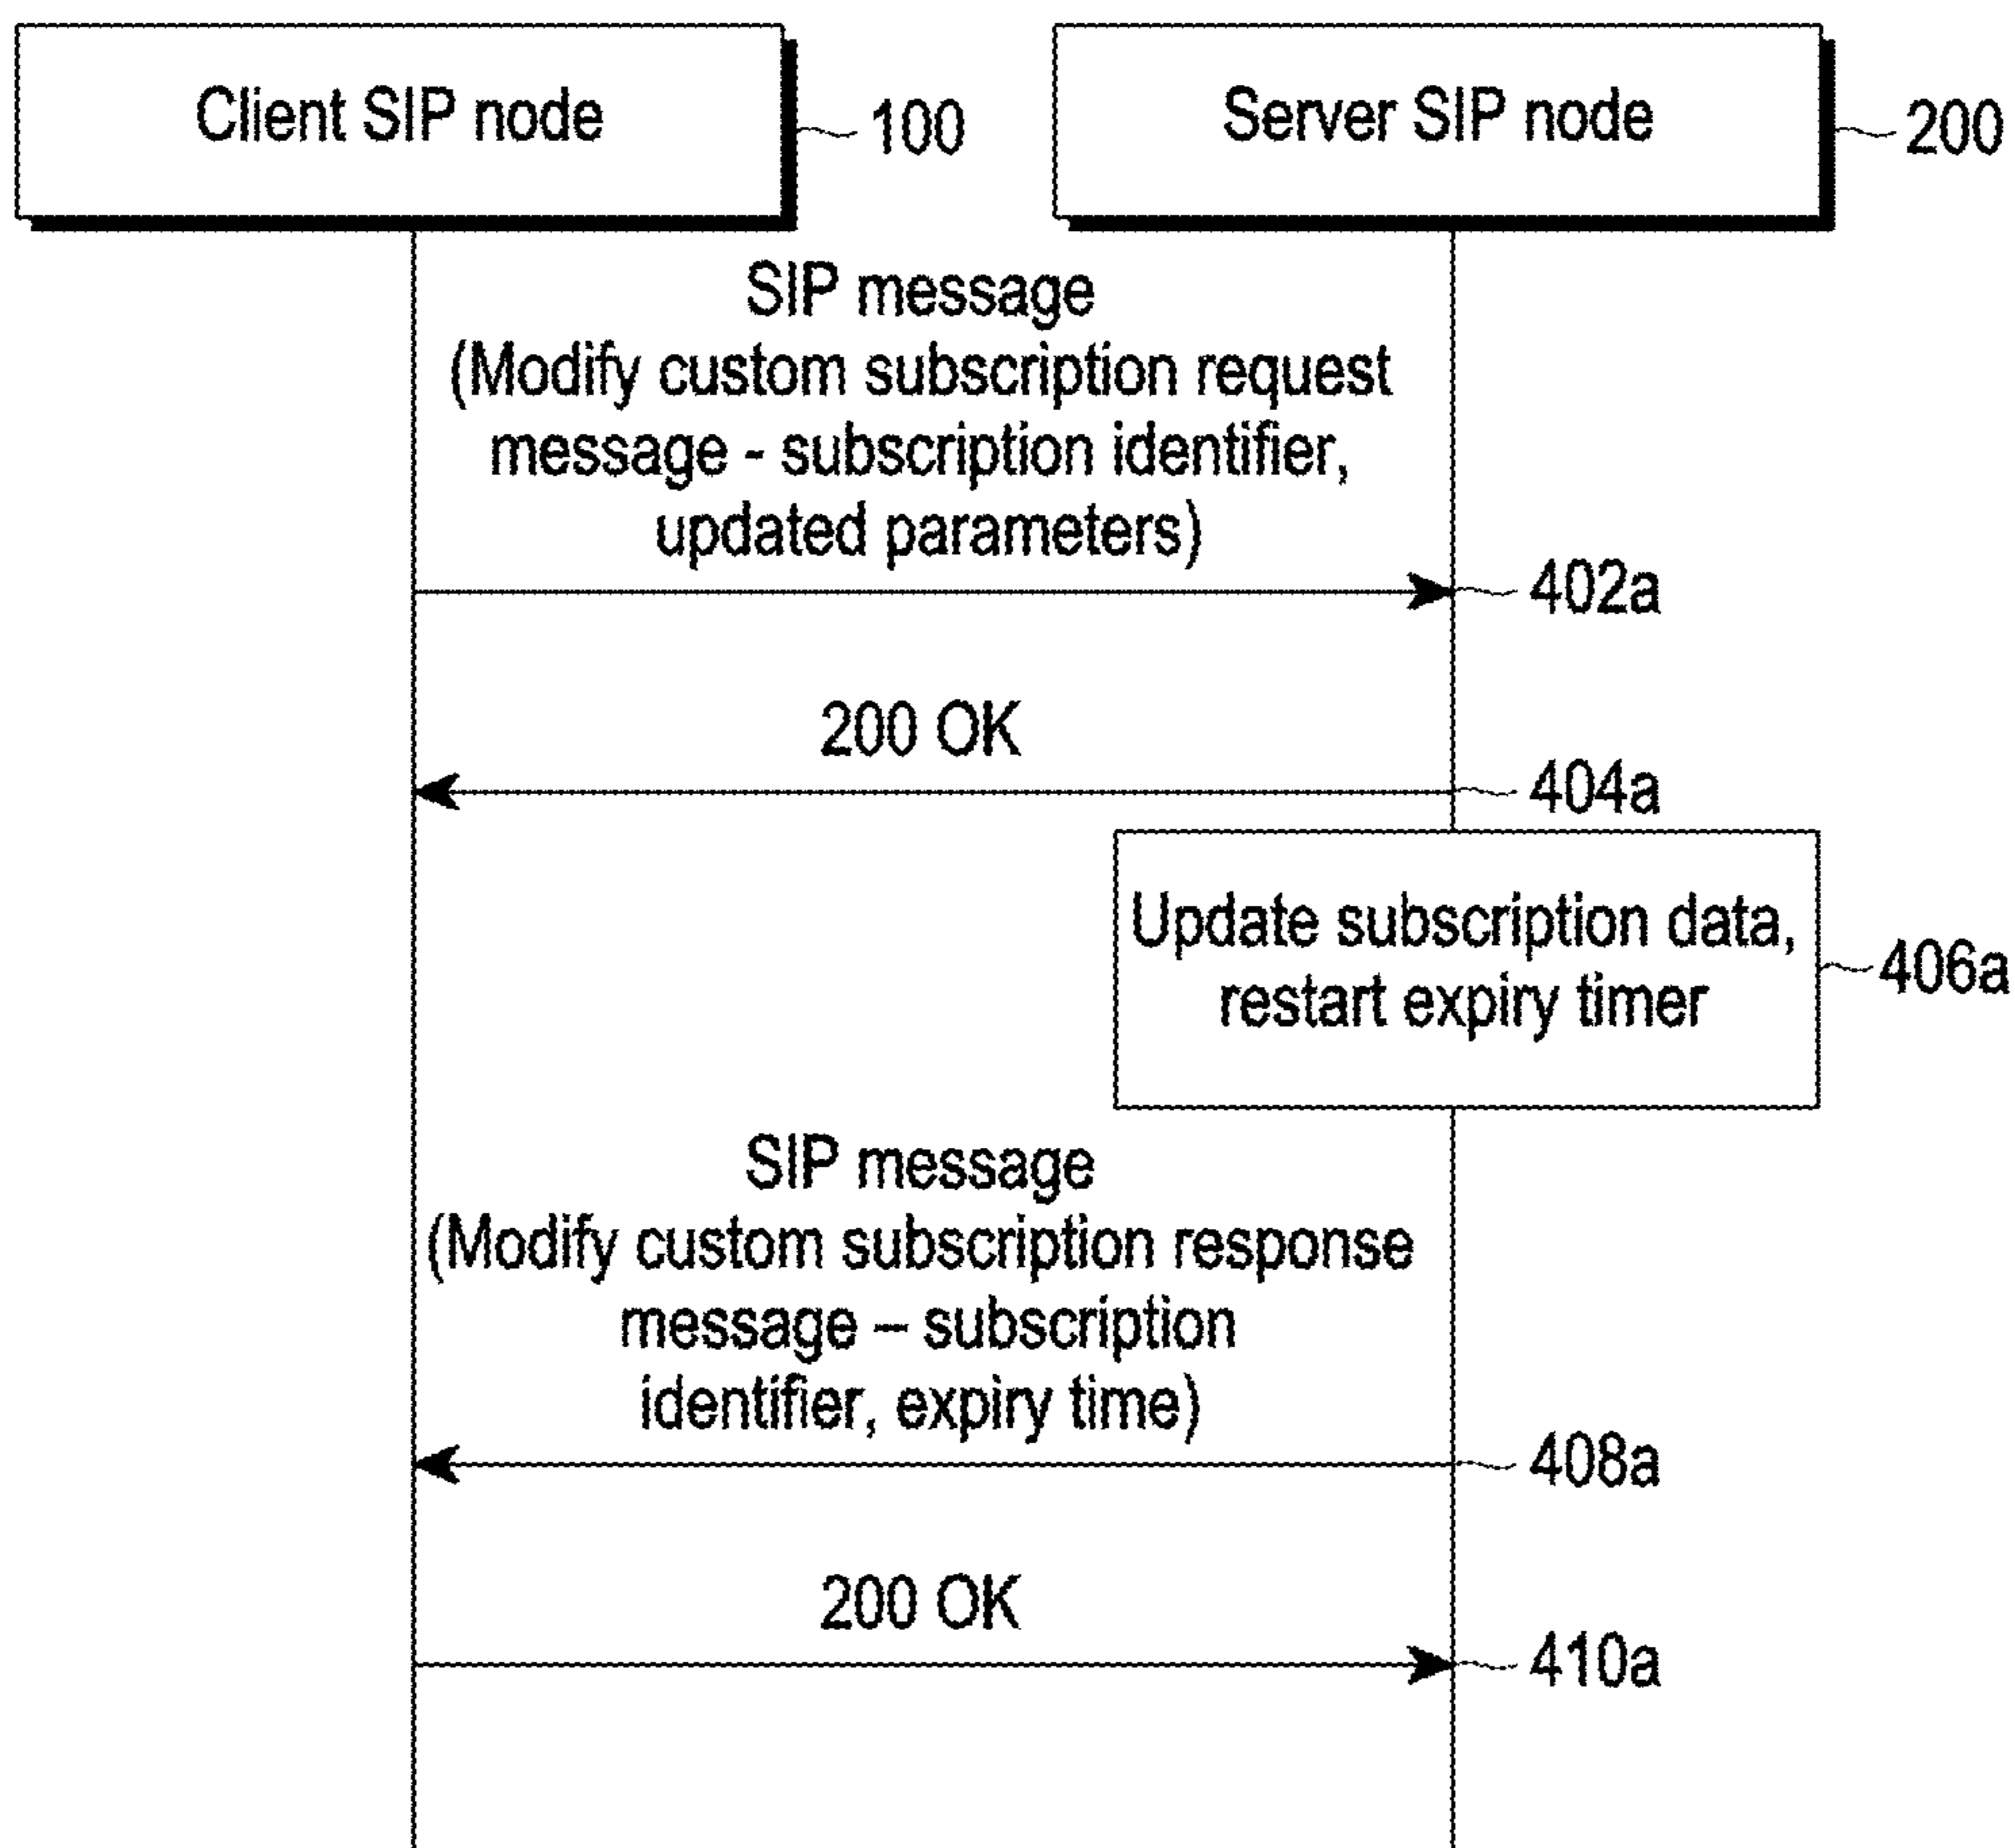 Client SIP node
100
Server SIP node
200
SIP message
(Modify custom subscription request
message - subscription identifier,
updated parameters)
402a
200 OK
404a
Update subscription data,
restart expiry timer
406a
SIP message
(Modify custom subscription response
message – subscription
identifier, expiry time)
408a
200 OK
410a